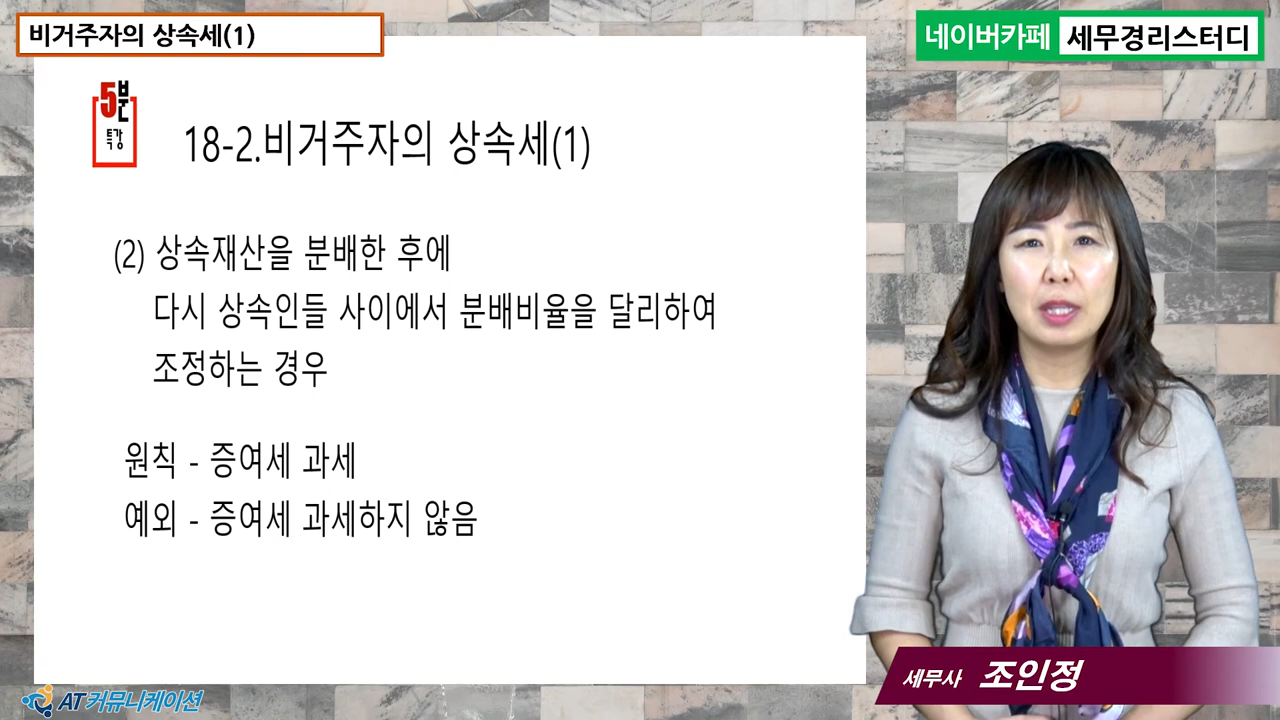 비거주자의 상속세(1)
네이버카페 세무경리스터디
5분
특강
18-2.비거주자의 상속세(1)
(2) 상속재산을 분배한 후에
다시 상속인들 사이에서 분배비율을 달리하여
조정하는 경우
원칙 - 증여세 과세
예외 - 증여세 과세하지 않음
세무사 조인정
AT커뮤니케이션